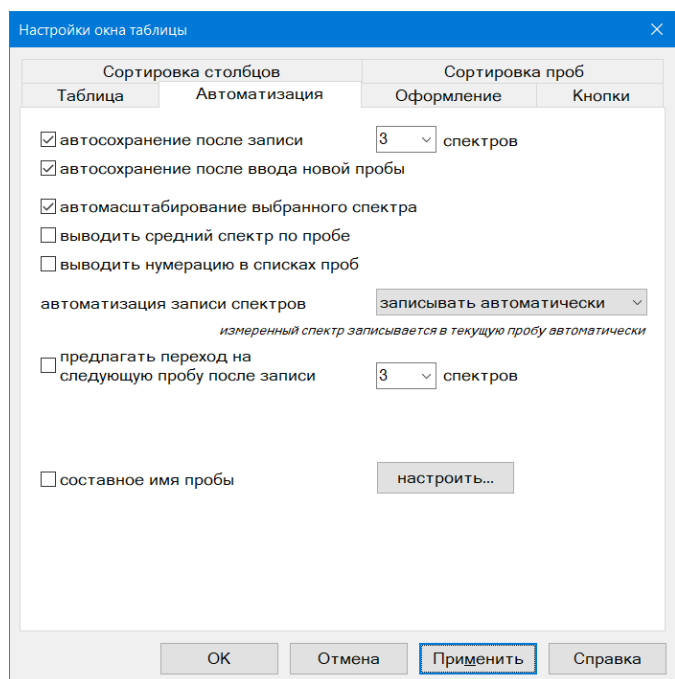 Настройки окна таблицы
Сортировка столбцов Сортировка проб
Таблица Автоматизация Оформление Кнопки
автосохранение после записи 3 спектров
автосохранение после ввода новой пробы
автомасштабирование выбранного спектра
выводить средний спектр по пробе
выводить нумерацию в списках проб
автоматизация записи спектров записывать автоматически
измеренный спектр записывается в текущую пробу автоматически
предлагать переход на
следующую пробу после записи 3 спектров
составное имя пробы настроить...
OK Отмена Применить Справка